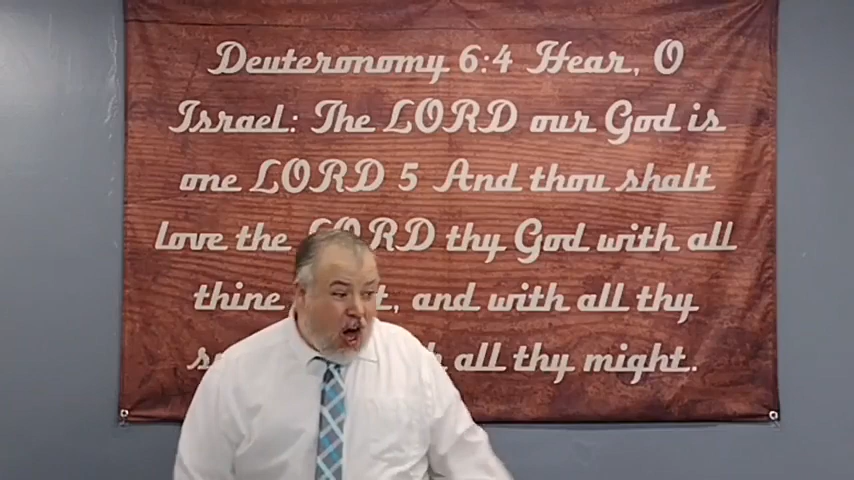 Deuteronomy 6:4 Hear, O
Israel: The LORD our God is
one LORD 5 And thou shalt
love the LORD thy God with all
thine, and with all thy
all thy might.